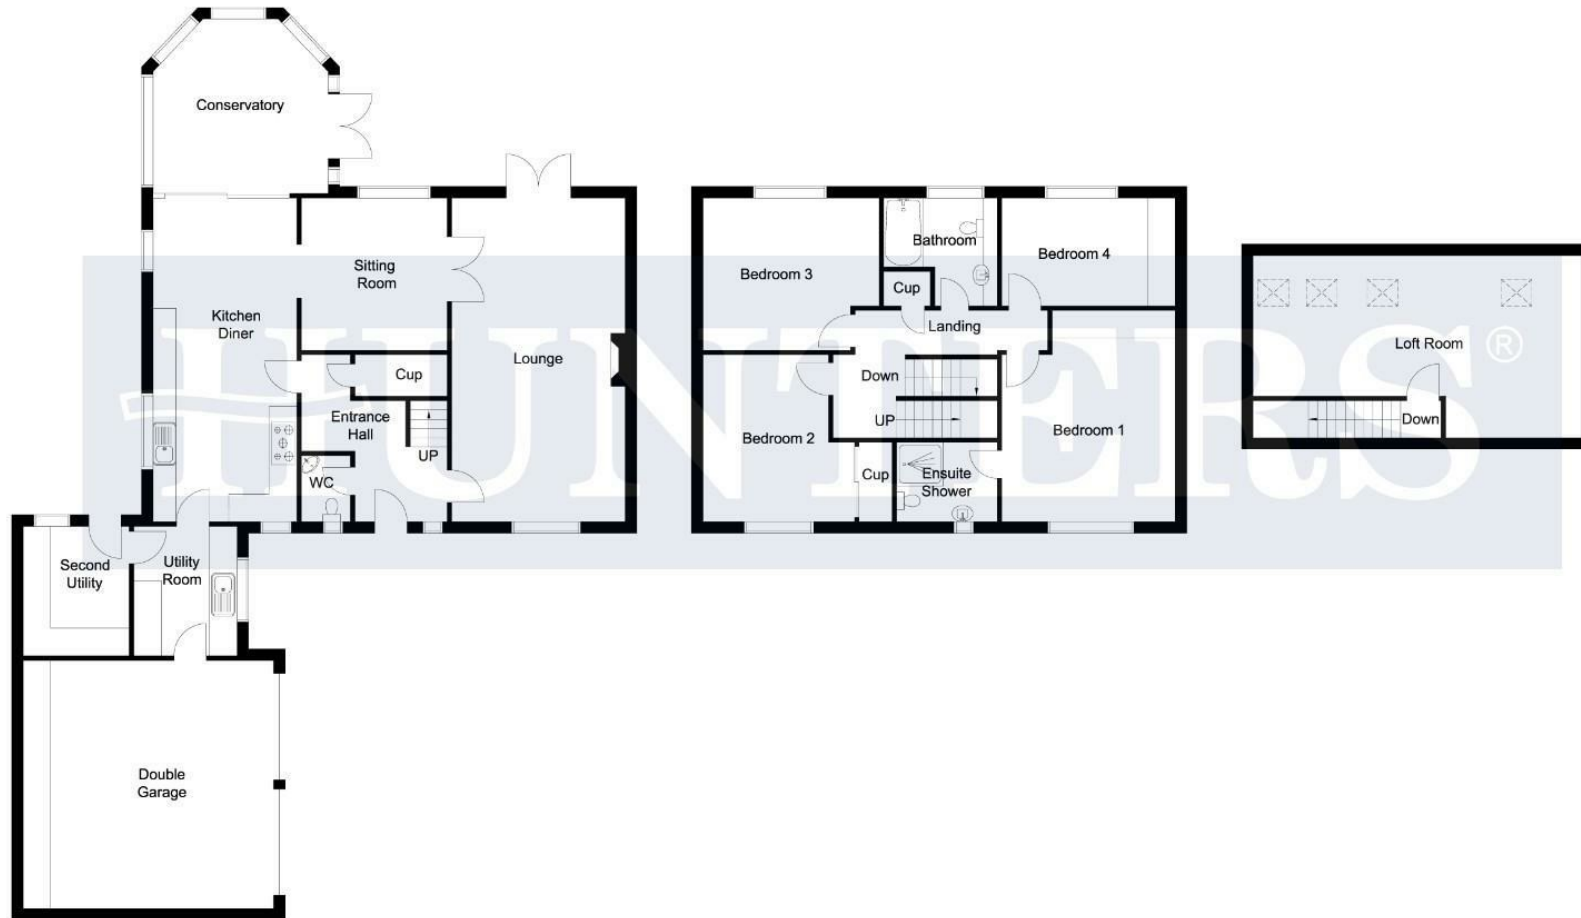 Conservatory
Sitting
Room
Kitchen
Diner
Lounge
Cup
Entrance
Hall
UP
WC
Second
Utility
Utility
Room
Double
Garage
Bedroom 3
Bathroom
Bedroom 4
Cup
Landing
Down
UP
Bedroom 2
Bedroom 1
Cup
Ensuite
Shower
Loft Room
Down
HUNTERS®